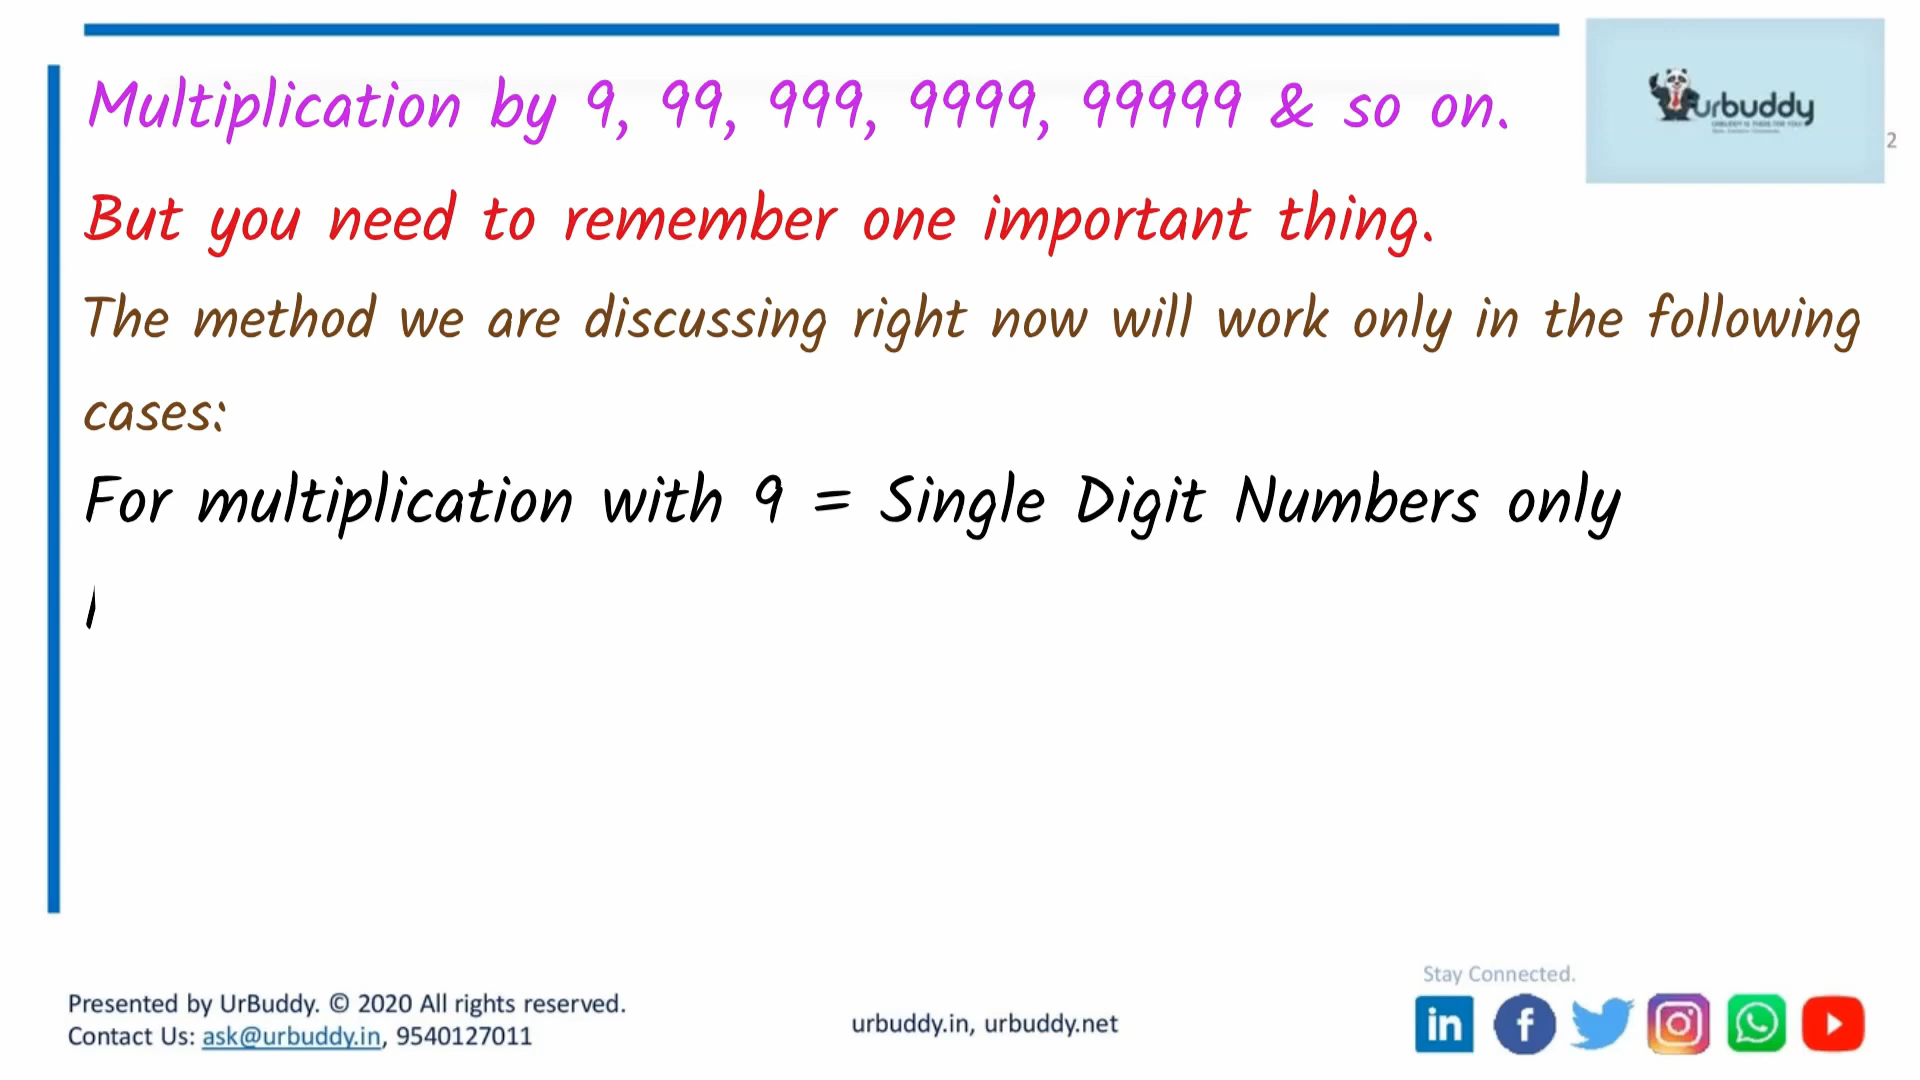 Multiplication by 9, 99, 999, 9999, 99999 & so on.
urbuddy
2
But you need to remember one important thing.
The method we are discussing right now will work only in the following
cases:
For multiplication with 9 = Single Digit Numbers only
Stay Connected.
Presented by UrBuddy. © 2020 All rights reserved.
Contact Us: ask@urbuddy.in, 9540127011
urbuddy.in, urbuddy.net